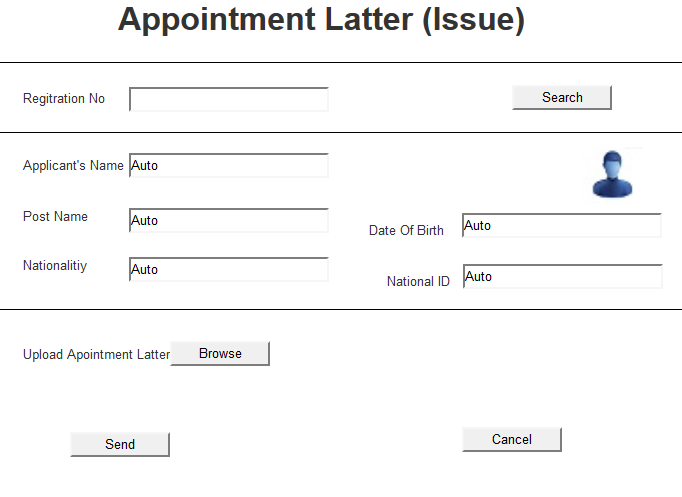 Appointment Latter (Issue)
Regitration No
Search
Applicant's Name Auto
Post Name Auto
Date Of Birth Auto
Nationalitiy Auto
National ID Auto
Upload Apointment Latter Browse
Send
Cancel